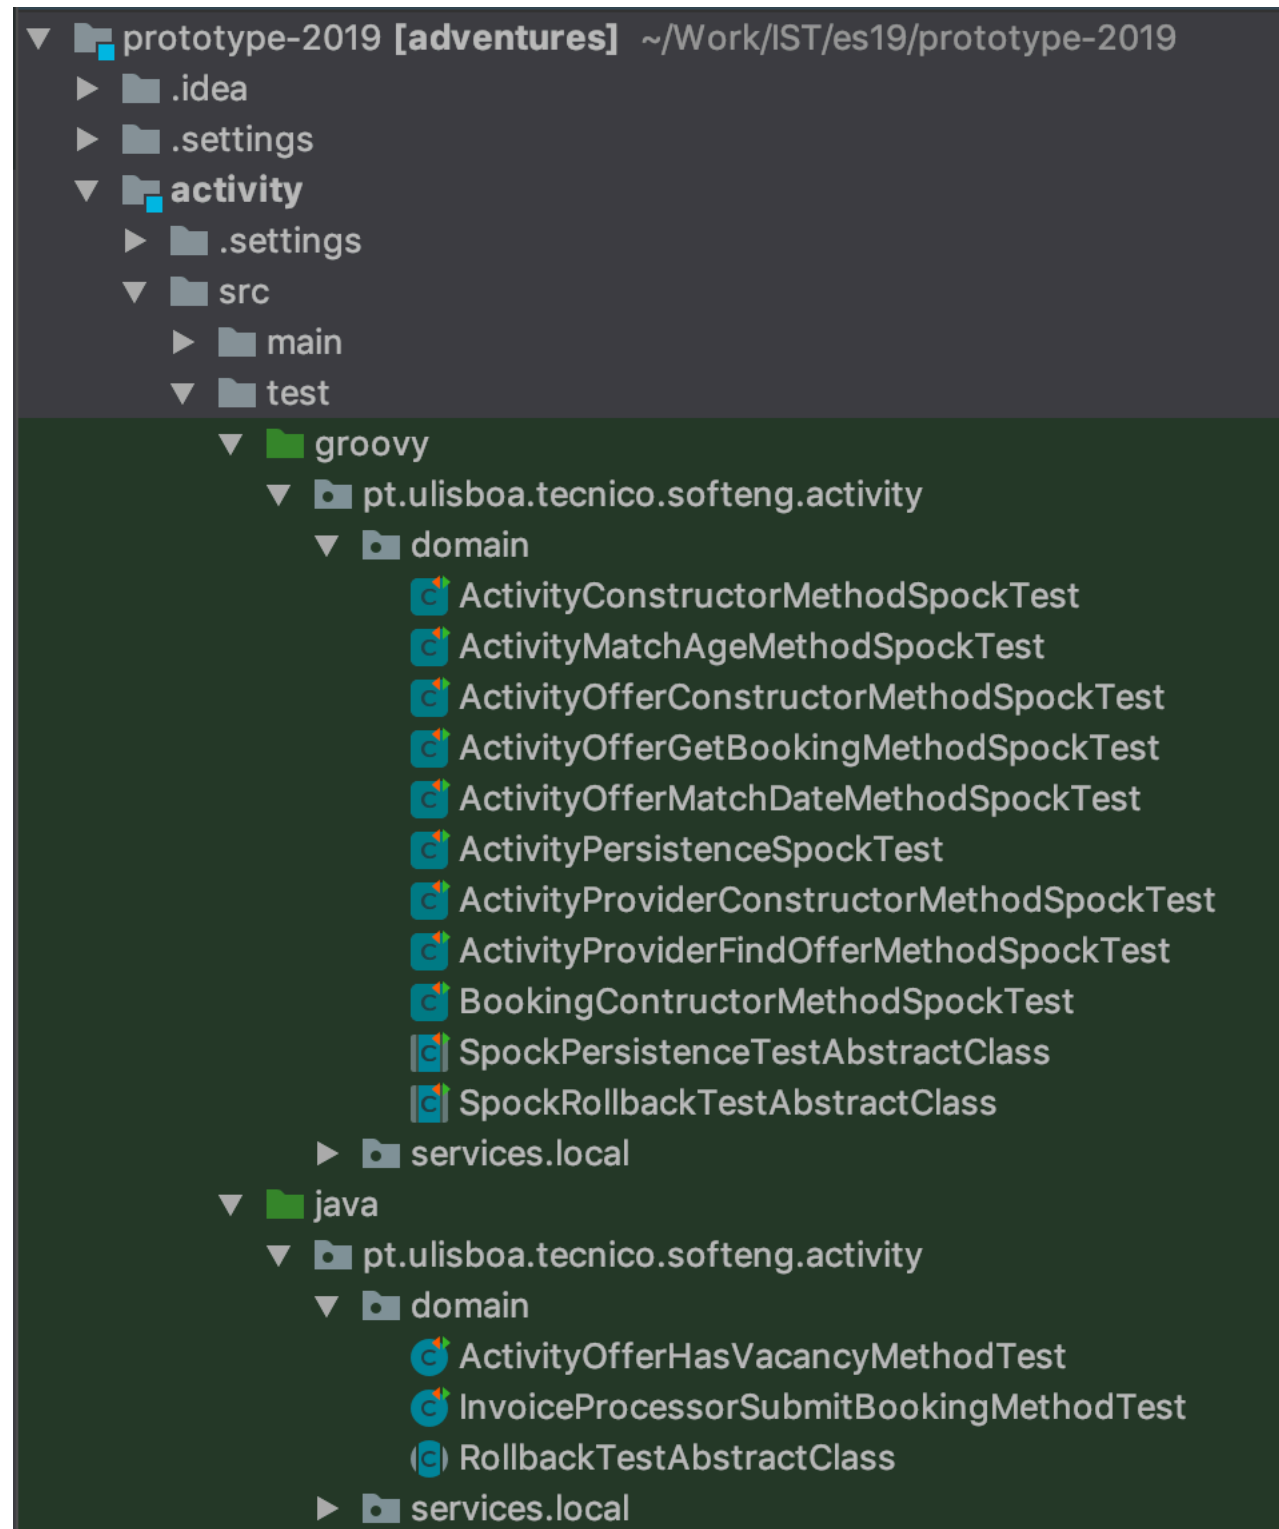 prototype-2019 [adventures] ~/Work/IST/es19/prototype-2019
.idea
.settings
activity
.settings
src
main
test
groovy
pt.ulisboa.tecnico.softeng.activity
domain
C ActivityConstructorMethodSpockTest
C ActivityMatchAgeMethodSpockTest
C ActivityOfferConstructorMethodSpockTest
C ActivityOfferGetBookingMethodSpockTest
C ActivityOfferMatchDateMethodSpockTest
C ActivityPersistenceSpockTest
C ActivityProviderConstructorMethodSpockTest
C ActivityProviderFindOfferMethodSpockTest
C BookingContructorMethodSpockTest
C SpockPersistenceTestAbstractClass
C SpockRollbackTestAbstractClass
services.local
java
pt.ulisboa.tecnico.softeng.activity
domain
C ActivityOfferHasVacancyMethodTest
C InvoiceProcessorSubmitBookingMethodTest
C RollbackTestAbstractClass
services.local